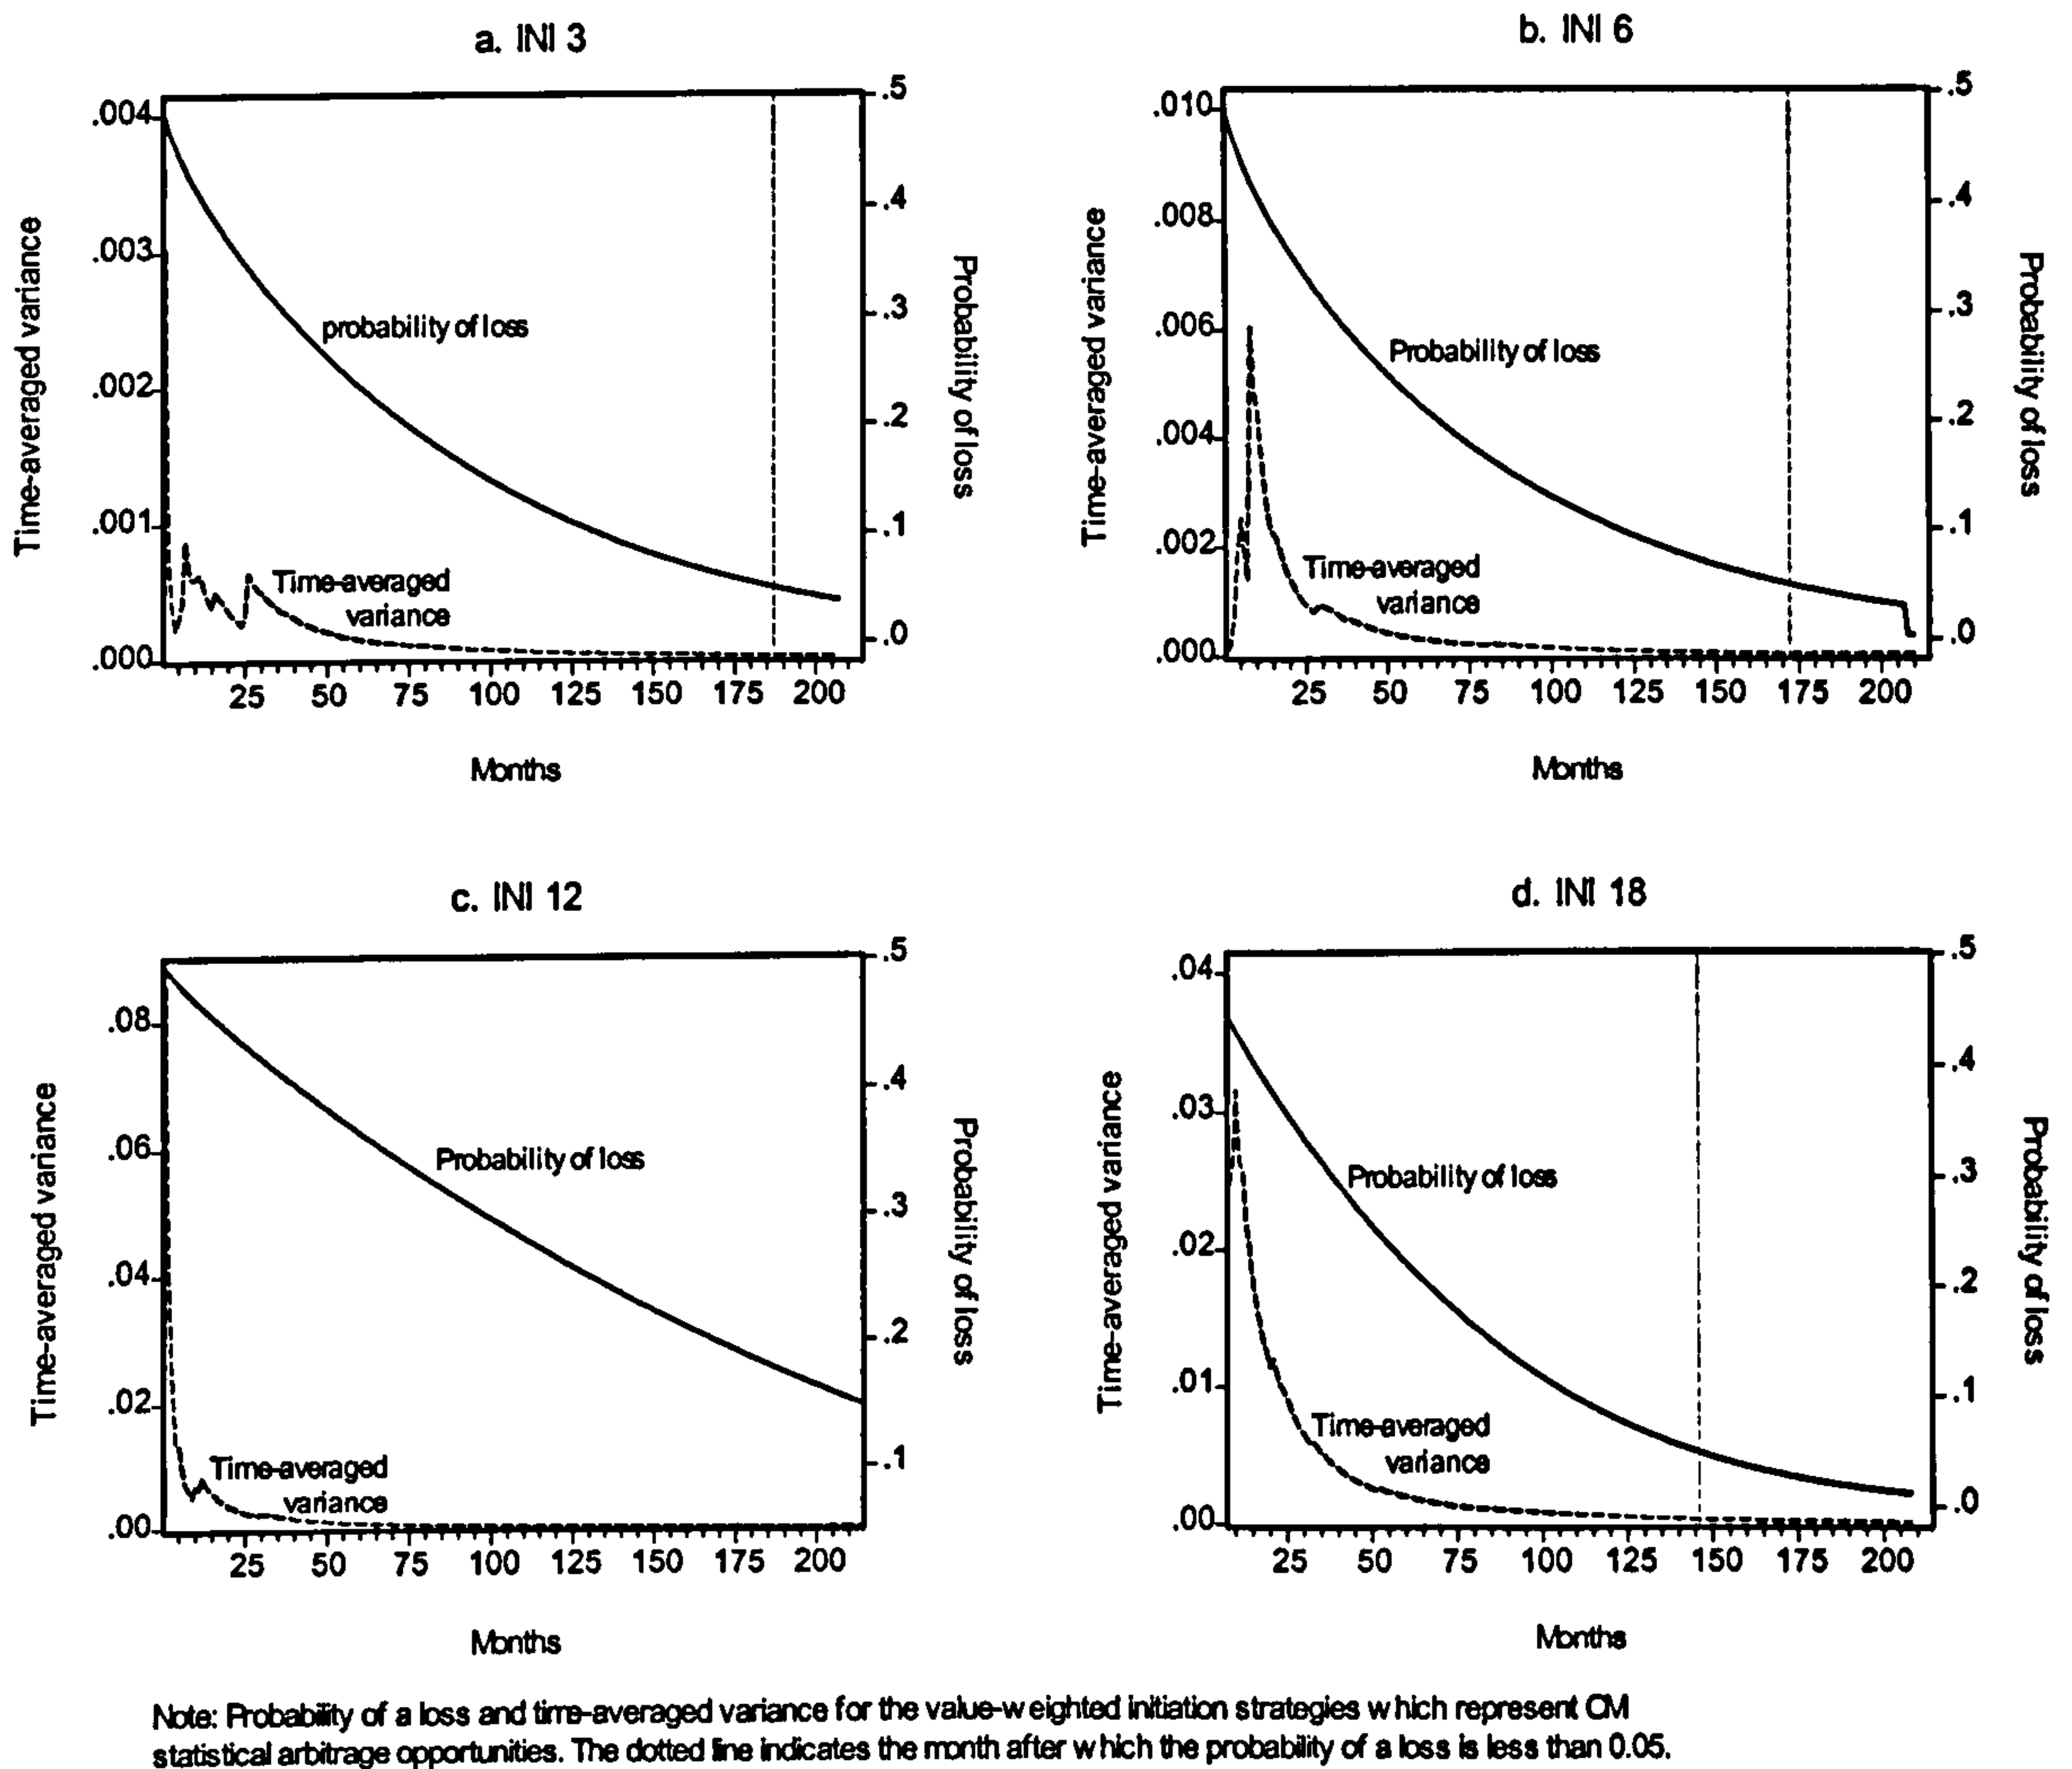 a. INI 3
.004
.003
.002
.001
.000
.5
.4
.3
.2
.1
.0
25 50 75 100 125 150 175 200
Time-averaged variance
Probability of loss
probability of loss
Time-averaged
variance
Months
b. INI 6
.010
.008
.006
.004
.002
.000
.5
.4
.3
.2
.1
.0
25 50 75 100 125 150 175 200
Time-averaged variance
Probability of loss
Probability of loss
Time-averaged
variance
Months
c. INI 12
.08
.06
.04
.02
.00
.5
.4
.3
.2
.1
25 50 75 100 125 150 175 200
Time-averaged variance
Probability of loss
Probability of loss
Time-averaged
variance
Months
d. INI 18
.04
.03
.02
.01
.00
.5
.4
.3
.2
.1
.0
25 50 75 100 125 150 175 200
Time-averaged variance
Probability of loss
Probability of loss
Time-averaged
variance
Months
Note: Probability of a loss and time-averaged variance for the value-weighted initiation strategies which represent CM
statistical arbitrage opportunities. The dotted line indicates the month after which the probability of a loss is less than 0.05.